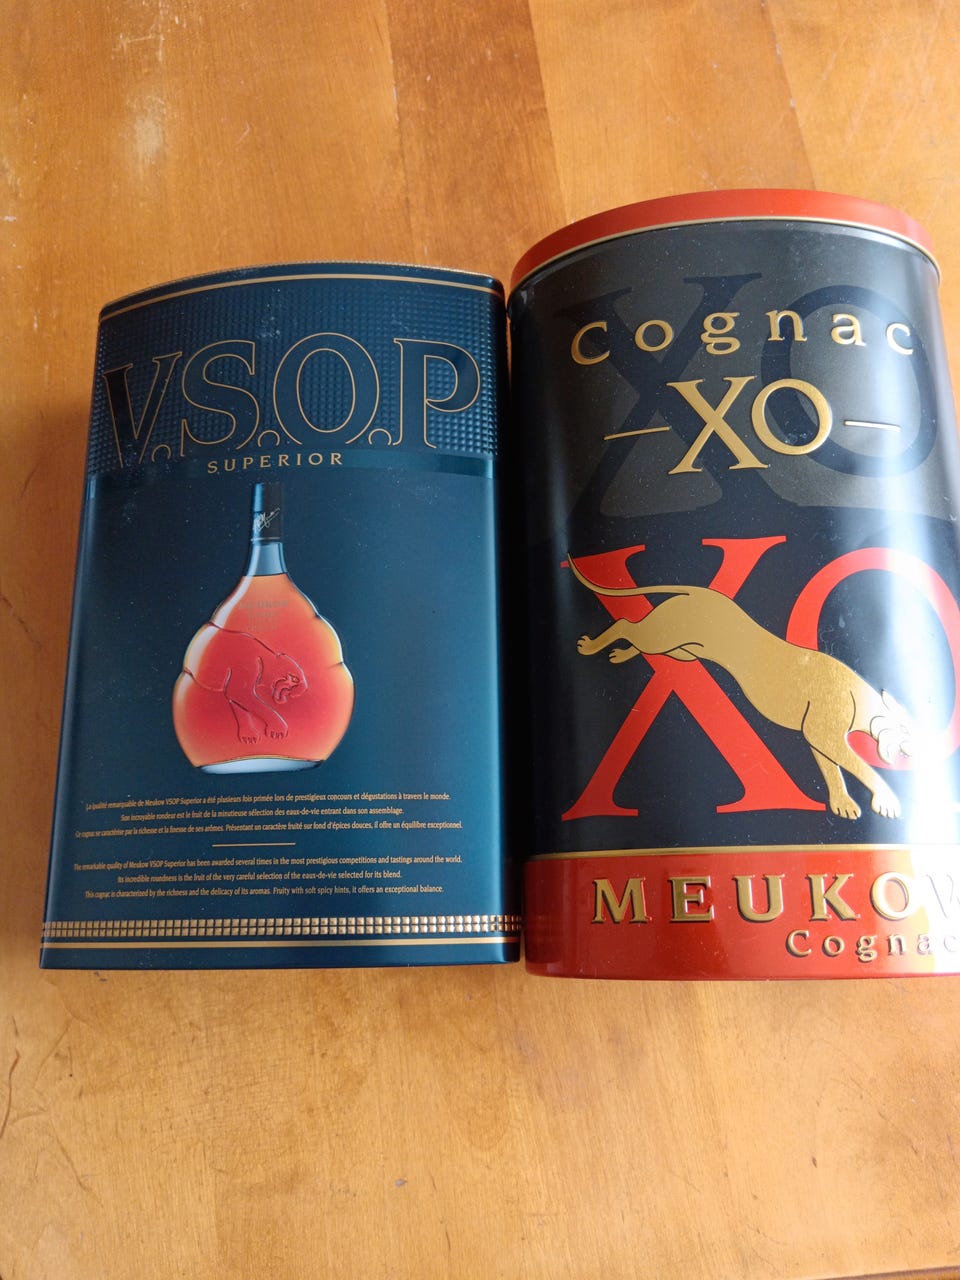 V.S.O.P
SUPERIOR
La qualité remarquable de Meukow VSOP Superior a été plusieurs fois primée lors de prestigieux concours et dégustations à travers le monde.
Son incroyable rondeur est le fruit de la minutieuse sélection des eaux-de-vie entrant dans son assemblage.
Ce cognac se caractérise par la richesse et la finesse de ses arômes. Présentant un caractère fruité sur fond d'épices douces, il offre un équilibre exceptionnel.
The remarkable quality of Meukow VSOP Superior has been awarded several times in the most prestigious competitions and tastings around the world.
Its incredible roundness is the fruit of the very careful selection of the eaux-de-vie selected for its blend.
This cognac is characterized by the richness and the delicacy of its aromas. Fruity with soft spicy hints, it offers an exceptional balance.
XO
Cognac
XO
XO
MEUKOW
Cognac